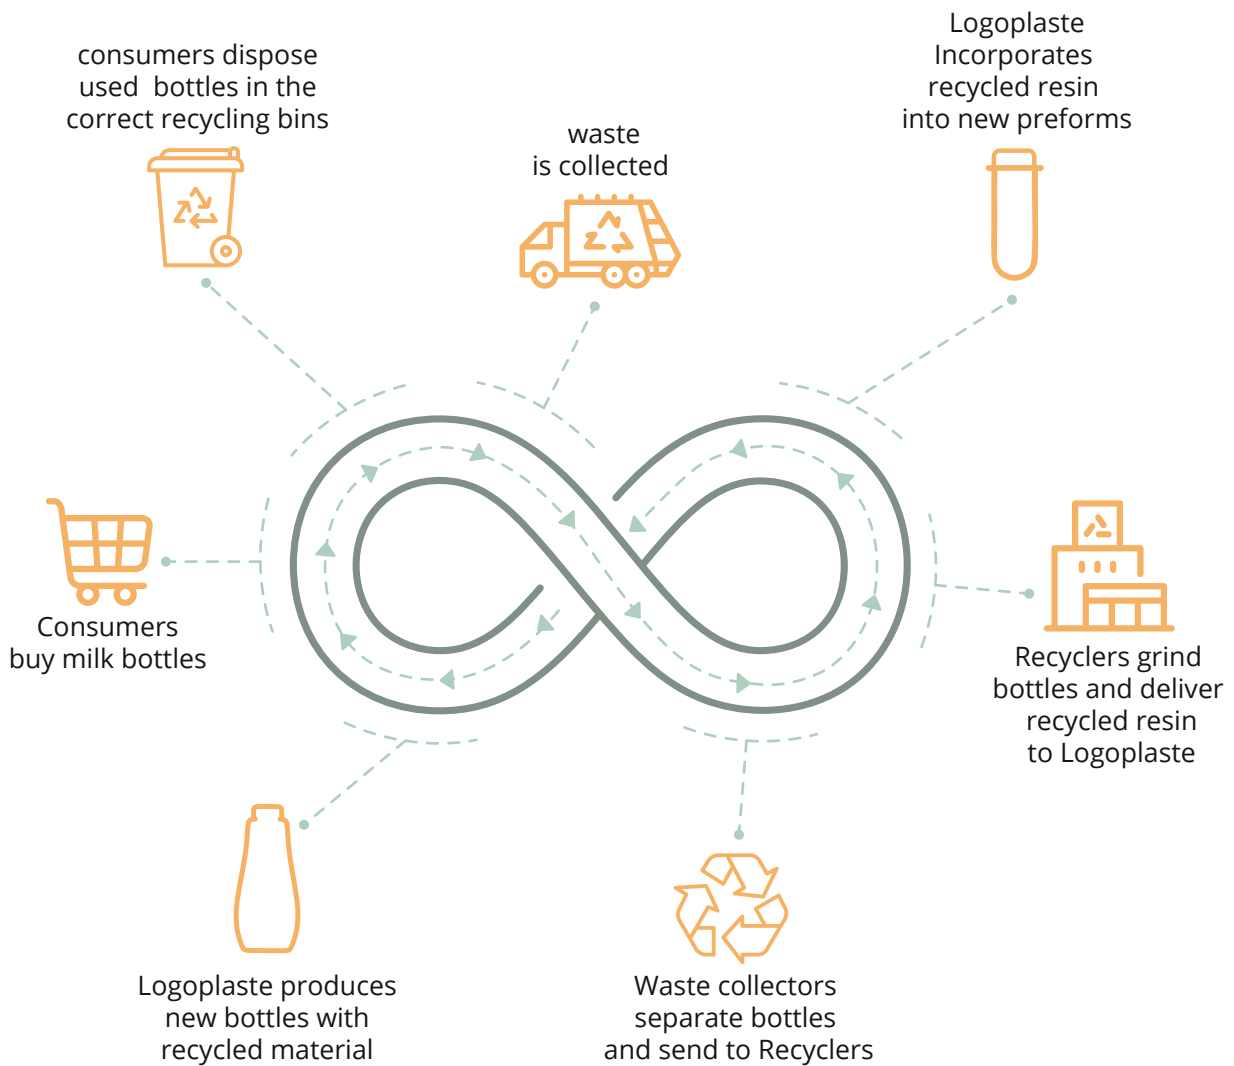 consumers dispose
used  bottles in the
correct recycling bins
waste
is collected
Logoplaste
Incorporates
recycled resin
into new preforms
Consumers
buy milk bottles
Recyclers grind
bottles and deliver
recycled resin
to Logoplaste
Logoplaste produces
new bottles with
recycled material
Waste collectors
separate bottles
and send to Recyclers